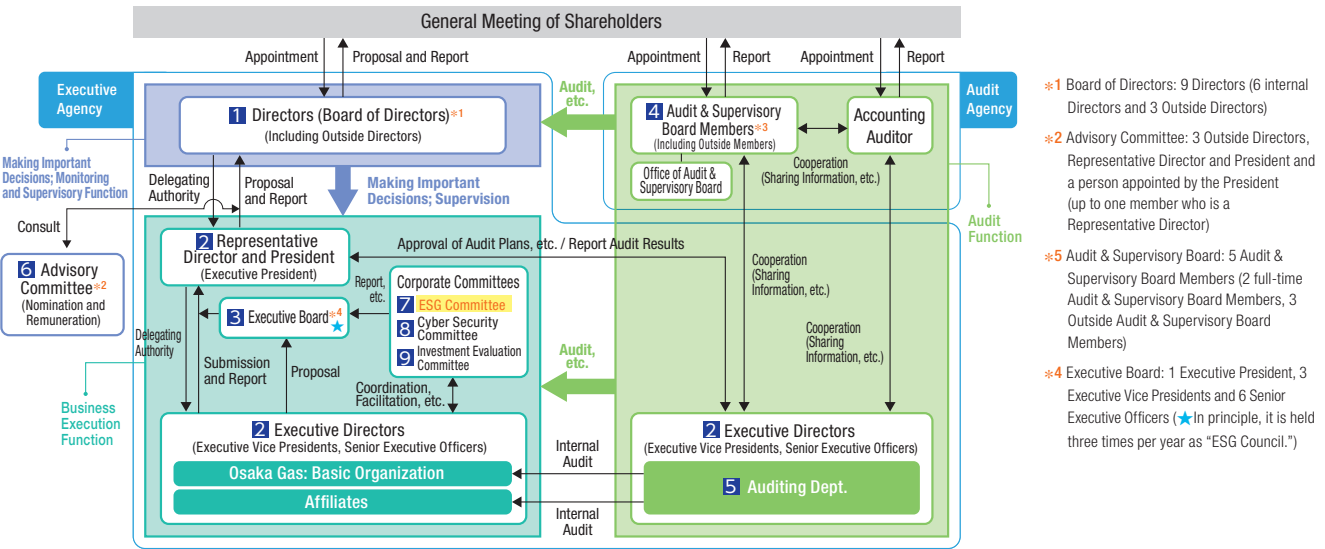 General Meeting of Shareholders
Appointment
Proposal and Report
Appointment
Report
Appointment
Report
Executive
Agency
Audit
Agency
1 Directors (Board of Directors)*1
(Including Outside Directors)
Audit,
etc.
4 Audit & Supervisory
Board Members*3
(Including Outside Members)
Accounting
Auditor
Office of Audit &
Supervisory Board
Cooperation
(Sharing Information, etc.)
Making Important
Decisions; Monitoring
and Supervisory Function
Delegating
Authority
Proposal
and Report
Making Important
Decisions; Supervision
Audit
Function
Consult
6 Advisory
Committee*2
(Nomination and
Remuneration)
2 Representative
Director and President
(Executive President)
Approval of Audit Plans, etc. / Report Audit Results
Report,
etc.
Corporate Committees
7 ESG Committee
8 Cyber Security
Committee
9 Investment Evaluation
Committee
3 Executive Board*4
★
Cooperation
(Sharing
Information, etc.)
Cooperation
(Sharing
Information, etc.)
Delegating
Authority
Submission
and Report
Proposal
Coordination,
Facilitation, etc.
Audit,
etc.
Business
Execution
Function
2 Executive Directors
(Executive Vice Presidents, Senior Executive Officers)
Osaka Gas: Basic Organization
Affiliates
Internal
Audit
Internal
Audit
2 Executive Directors
(Executive Vice Presidents, Senior Executive Officers)
5 Auditing Dept.
*1 Board of Directors: 9 Directors (6 internal
Directors and 3 Outside Directors)
*2 Advisory Committee: 3 Outside Directors,
Representative Director and President and
a person appointed by the President
(up to one member who is a
Representative Director)
*5 Audit & Supervisory Board: 5 Audit &
Supervisory Board Members (2 full-time
Audit & Supervisory Board Members, 3
Outside Audit & Supervisory Board
Members)
*4 Executive Board: 1 Executive President, 3
Executive Vice Presidents and 6 Senior
Executive Officers (★In principle, it is held
three times per year as “ESG Council.”)